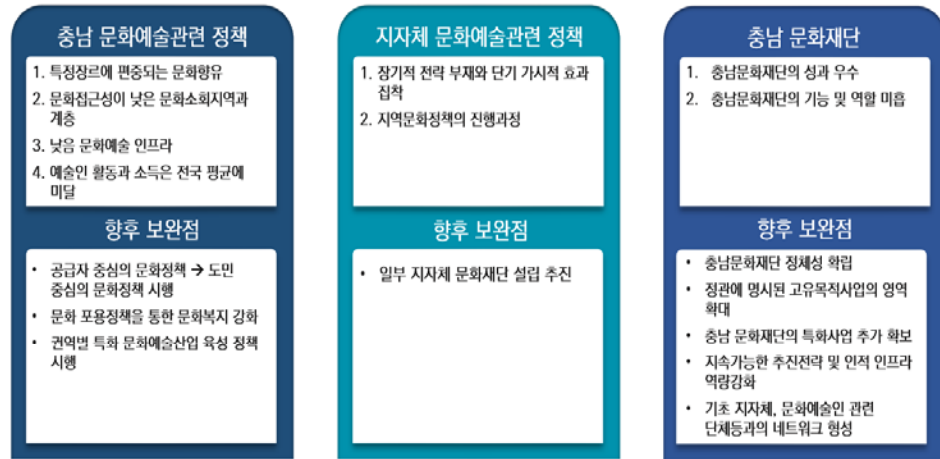 충남 문화예술관련 정책
1. 특정장르에 편중되는 문화향유
2. 문화접근성이 낮은 문화소회지역과
계층
3. 낮음 문화예술 인프라
4. 예술인 활동과 소득은 전국 평균에
미달
향후 보완점
• 공급자 중심의 문화정책 → 도민
중심의 문화정책 시행
• 문화 포용정책을 통한 문화복지 강화
• 권역별 특화 문화예술산업 육성 정책
시행
지자체 문화예술관련 정책
1. 장기적 전략 부재와 단기 가시적 효과
집착
2. 지역문화정책의 진행과정
향후 보완점
• 일부 지자체 문화재단 설립 추진
충남 문화재단
1. 충남문화재단의 성과 우수
2. 충남문화재단의 기능 및 역할 미흡
향후 보완점
• 충남문화재단 정체성 확립
• 정관에 명시된 고유목적사업의 영역
확대
• 충남 문화재단의 특화사업 추가 확보
• 지속가능한 추진전략 및 인적 인프라
역량강화
• 기초 지자체, 문화예술인 관련
단체등과의 네트워크 형성